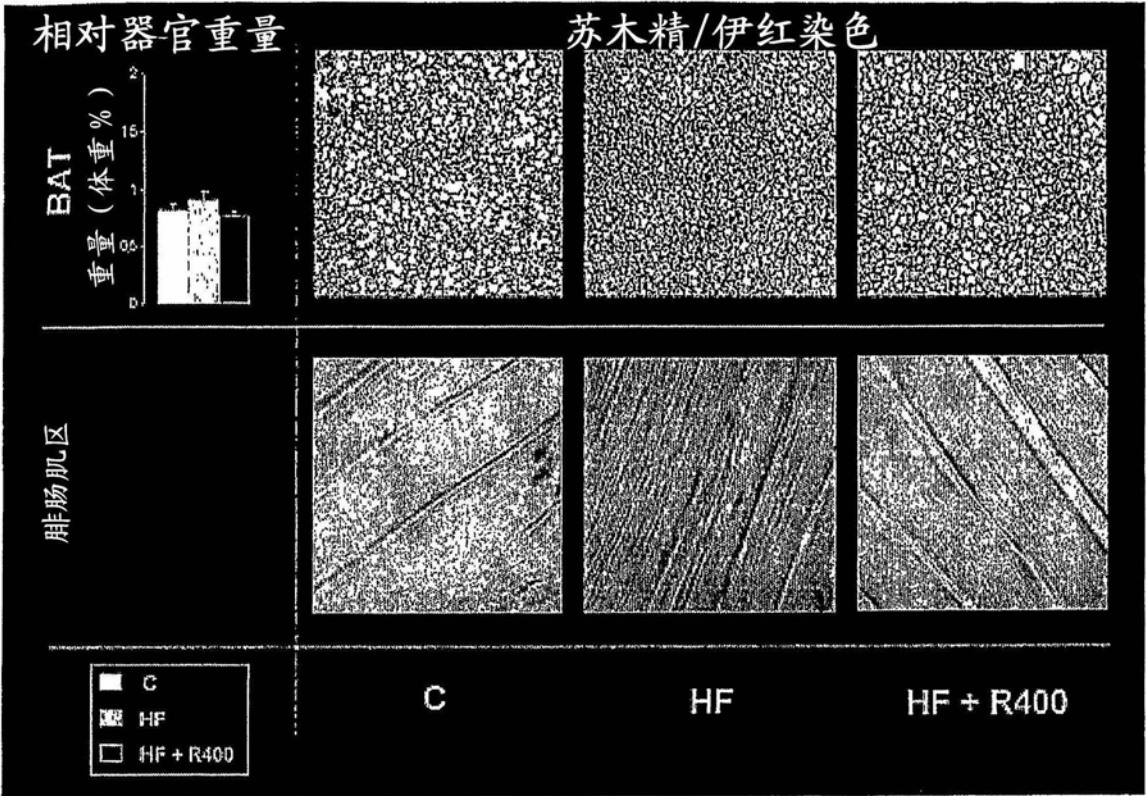 相对器官重量
苏木精/伊红染色
BAT
重量(体重%)
2
1.5
1
0.5
0
腓肠肌区
C
HF
HF + R400
C
HF
HF + R400